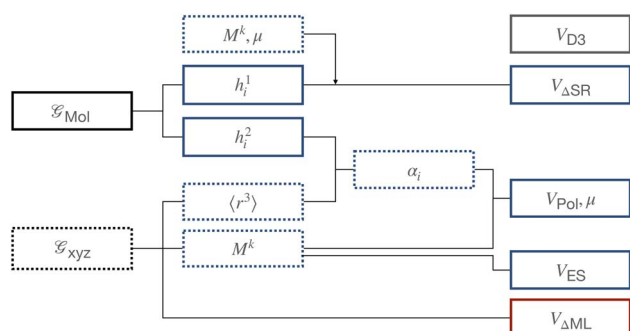 M^k, μ
V_D3
h_i^1
V_ΔSR
𝒢_Mol
h_i^2
α_i
⟨r^3⟩
V_Pol, μ
𝒢_xyz
M^k
V_ES
V_ΔML